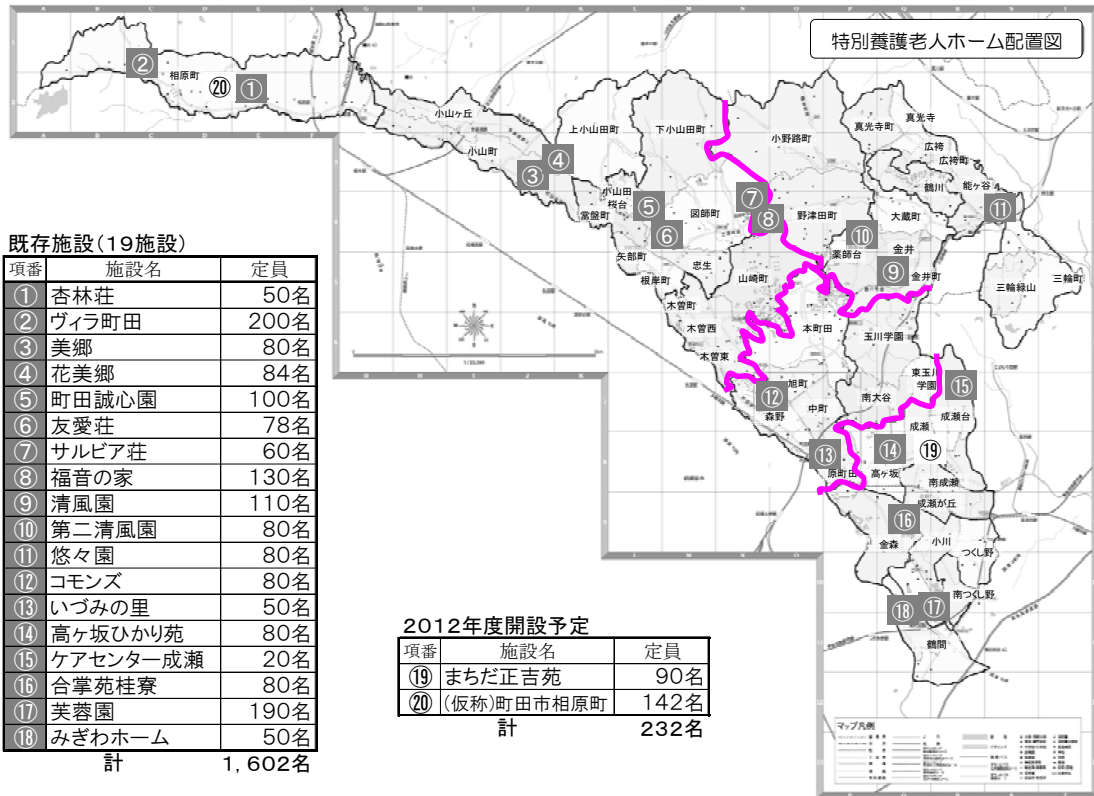 特別養護老人ホーム配置図
② 相原町 ⑳ ①
小山ヶ丘
小山町
③ ④
上小山田町
下小山田町
小野路町
真光寺町
真光寺
広袴
広袴町
鶴川
能ヶ谷
⑪
小山田
桜台
常盤町
⑤
⑥
図師町
⑦
⑧
野津田町
大蔵町
⑩
薬師台
金井
⑨
金井町
三輪緑山
三輪町
矢部町
忠生
根岸町
山崎町
木曽町
木曽西
木曽東
本町田
玉川学園
東玉川
学園
⑮
旭町
⑫
森野
中町
南大谷
成瀬台
成瀬
⑬
原町田
⑭
⑲
高ヶ坂
南成瀬
成瀬が丘
⑯
金森
小川
つくし野
南つくし野
⑱
⑰
鶴間
既存施設(19施設)
項番 施設名 定員
① 杏林荘 50名
② ヴィラ町田 200名
③ 美郷 80名
④ 花美郷 84名
⑤ 町田誠心園 100名
⑥ 友愛荘 78名
⑦ サルビア荘 60名
⑧ 福音の家 130名
⑨ 清風園 110名
⑩ 第二清風園 80名
⑪ 悠々園 80名
⑫ コモンズ 80名
⑬ いづみの里 50名
⑭ 高ヶ坂ひかり苑 80名
⑮ ケアセンター成瀬 20名
⑯ 合掌苑桂寮 80名
⑰ 芙蓉園 190名
⑱ みぎわホーム 50名
計 1,602名
2012年度開設予定
項番 施設名 定員
⑲ まちだ正吉苑 90名
⑳ (仮称)町田市相原町 142名
計 232名
マップ凡例